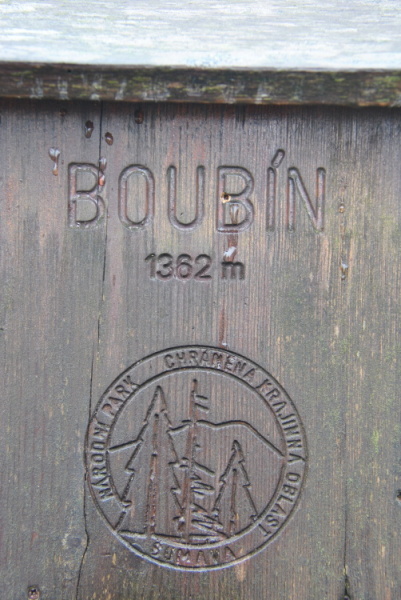 BOUBÍN
1362 m
NÁRODNÍ PARK CHRÁNĚNÁ KRAJINNÁ OBLAST
ŠUMAVA